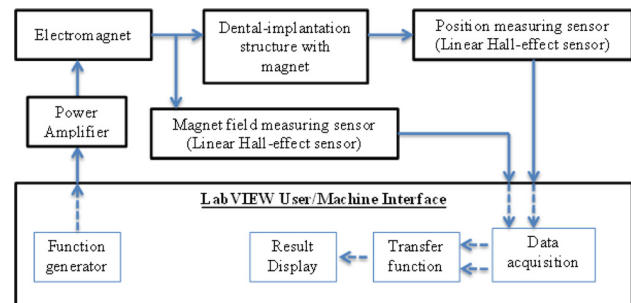 Electromagnet
Dental-implantation
structure with
magnet
Position measuring sensor
(Linear Hall-effect sensor)
Power
Amplifier
Magnet field measuring sensor
(Linear Hall-effect sensor)
LabVIEW User/Machine Interface
Function
generator
Result
Display
Transfer
function
Data
acquisition